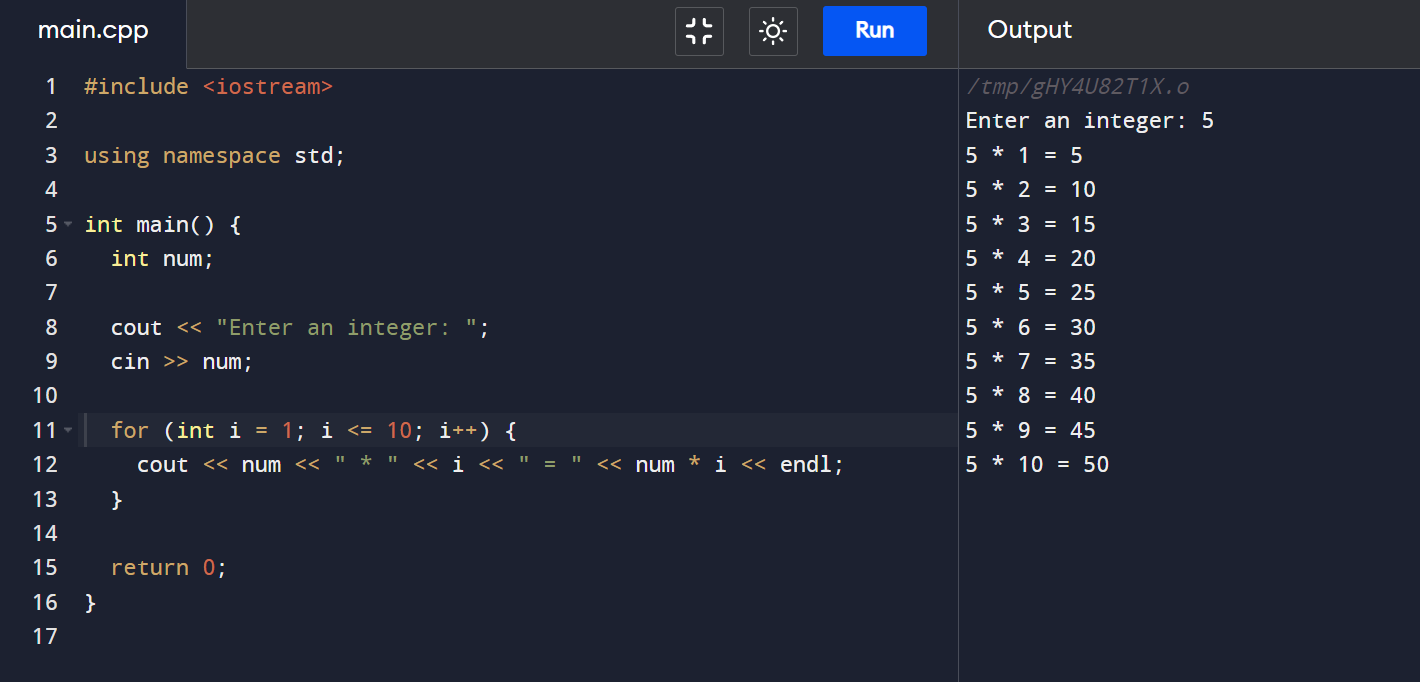 main.cpp
Run
Output
1 #include <iostream>
2
3 using namespace std;
4
5 int main() {
6   int num;
7
8   cout << "Enter an integer: ";
9   cin >> num;
10
11   for (int i = 1; i <= 10; i++) {
12     cout << num << " * " << i << " = " << num * i << endl;
13   }
14
15   return 0;
16 }
17
/tmp/gHY4U82T1X.o
Enter an integer: 5
5 * 1 = 5
5 * 2 = 10
5 * 3 = 15
5 * 4 = 20
5 * 5 = 25
5 * 6 = 30
5 * 7 = 35
5 * 8 = 40
5 * 9 = 45
5 * 10 = 50